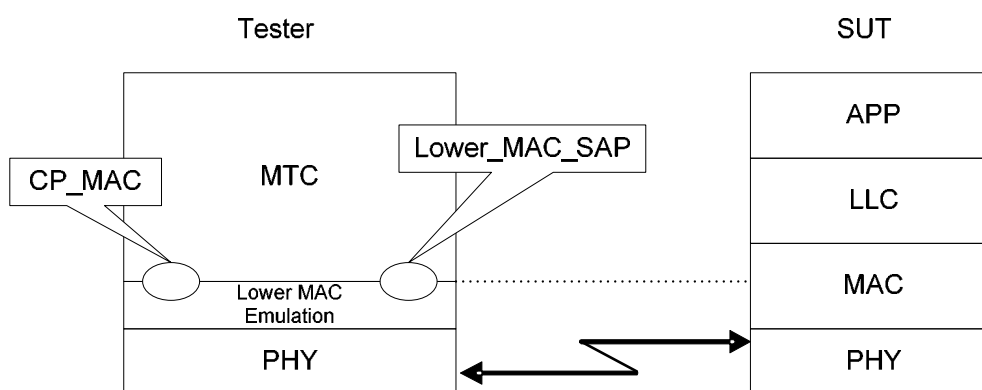 Tester
SUT
CP_MAC
MTC
Lower_MAC_SAP
Lower MAC
Emulation
PHY
APP
LLC
MAC
PHY